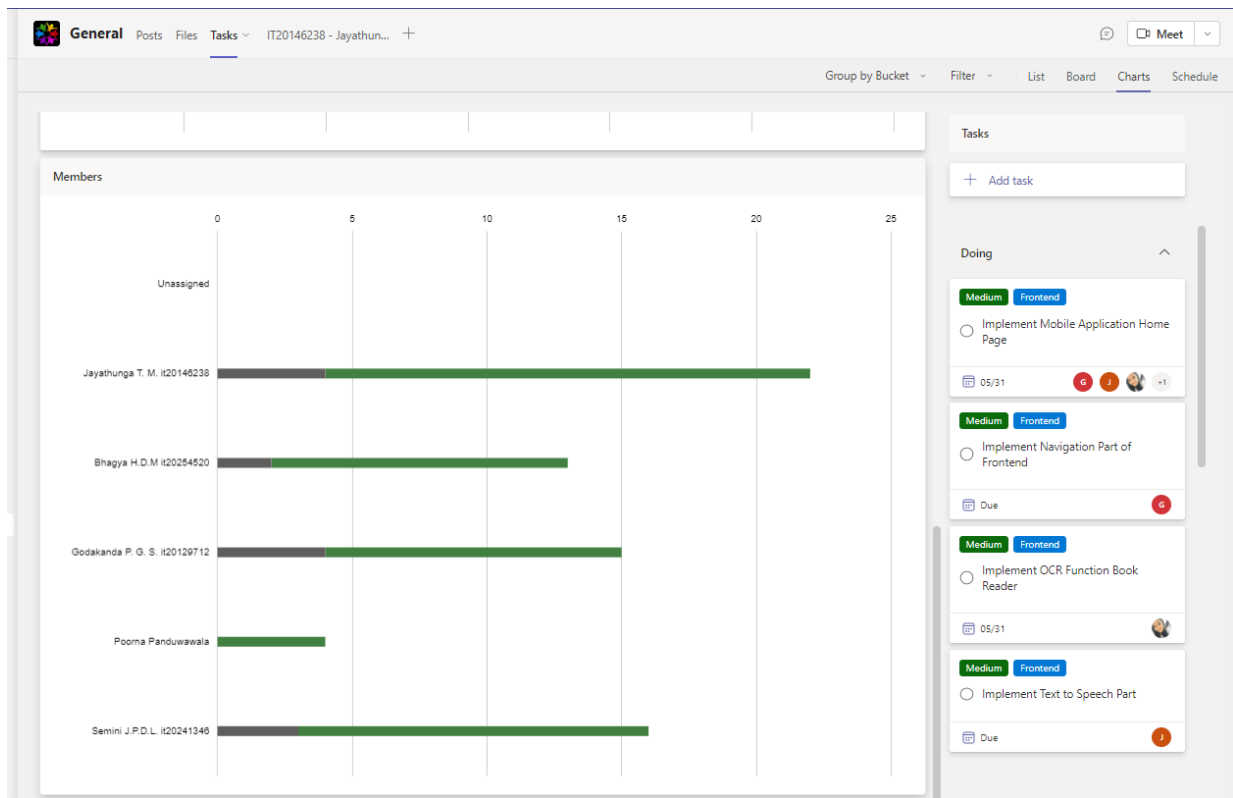 General Posts Files Tasks IT20146238 - Jayathun... Meet
Group by Bucket Filter List Board Charts Schedule
Members
0 5 10 15 20 25
Unassigned
Jayathunga T. M. it20146238
Bhagya H.D.M it20254520
Godakanda P. G. S. it20129712
Poorna Panduwawala
Semini J.P.D.L. it20241346
Tasks
Add task
Doing
Medium Frontend
Implement Mobile Application Home
Page
05/31 G J +1
Medium Frontend
Implement Navigation Part of
Frontend
Due G
Medium Frontend
Implement OCR Function Book
Reader
05/31
Medium Frontend
Implement Text to Speech Part
Due J